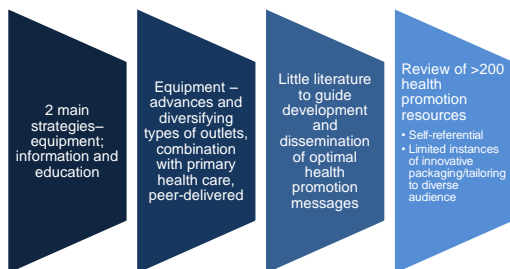 2 main
strategies–
equipment;
information and
education
Equipment –
advances and
diversifying
types of outlets,
combination
with primary
health care,
peer-delivered
Little literature
to guide
development
and
dissemination
of optimal
health
promotion
messages
Review of >200
health
promotion
resources
• Self-referential
• Limited instances
of innovative
packaging/tailoring
to diverse
audience